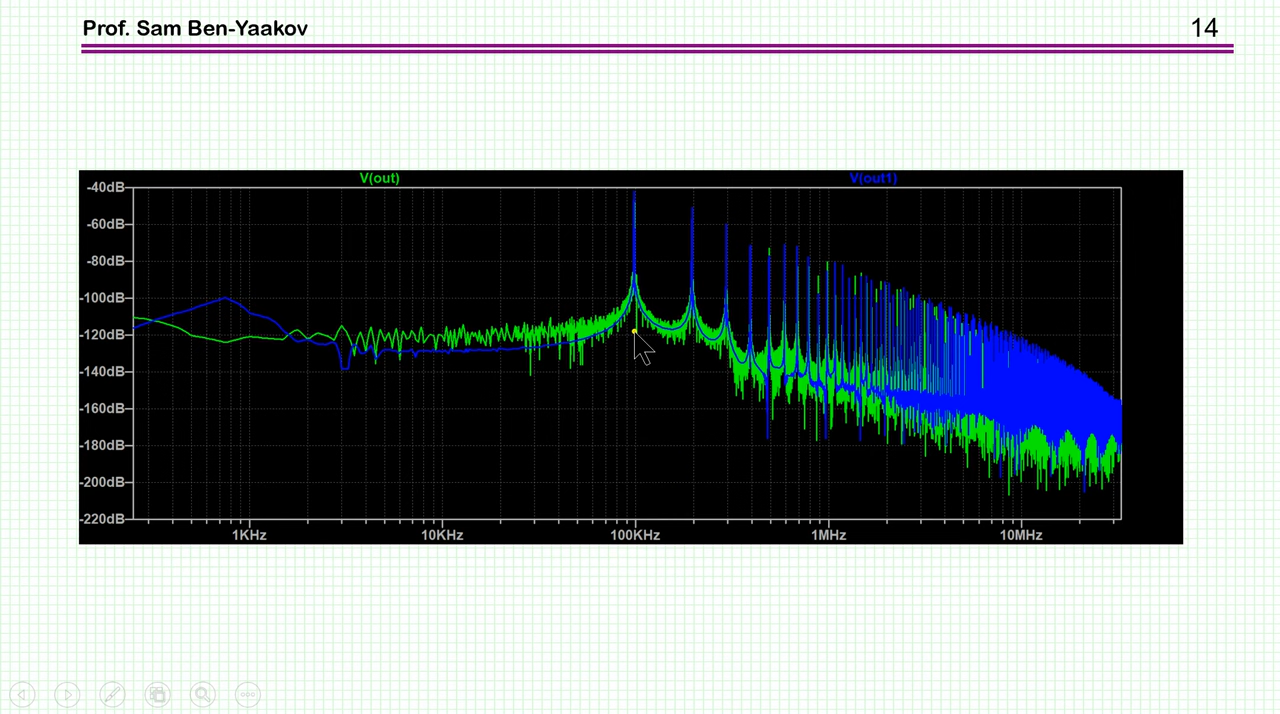 Prof. Sam Ben-Yaakov
14
V(out)
V(out1)
-40dB
-60dB
-80dB
-100dB
-120dB
-140dB
-160dB
-180dB
-200dB
-220dB
1KHz
10KHz
100KHz
1MHz
10MHz